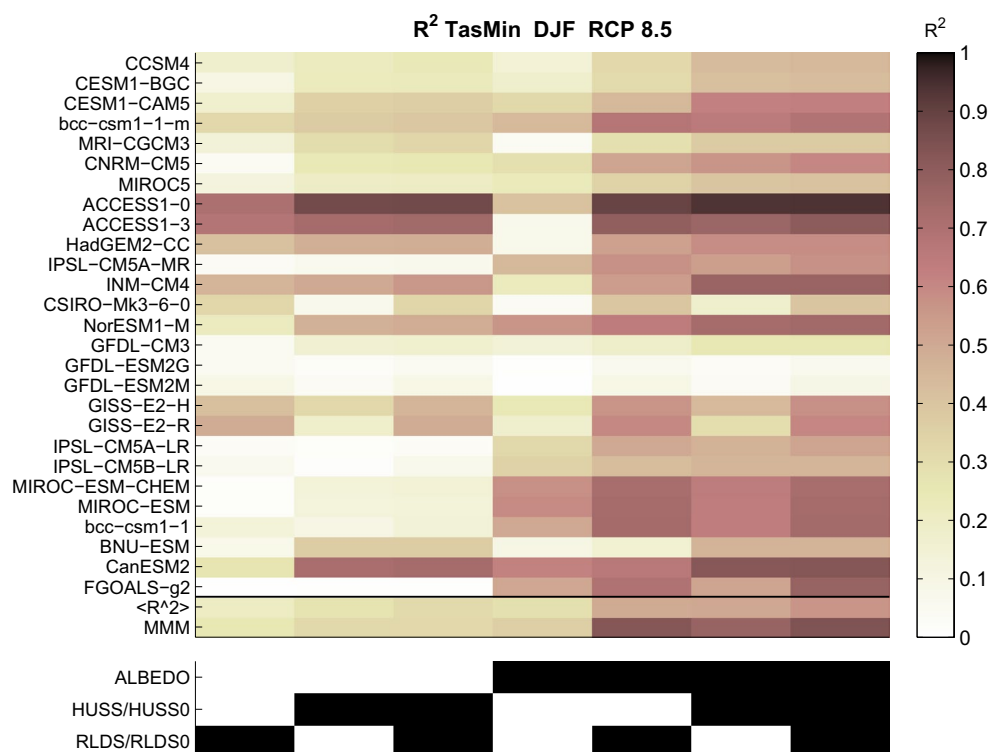 R² TasMin DJF RCP 8.5
R²
CCSM4
CESM1−BGC
CESM1−CAM5
bcc−csm1−1−m
MRI−CGCM3
CNRM−CM5
MIROC5
ACCESS1−0
ACCESS1−3
HadGEM2−CC
IPSL−CM5A−MR
INM−CM4
CSIRO−Mk3−6−0
NorESM1−M
GFDL−CM3
GFDL−ESM2G
GFDL−ESM2M
GISS−E2−H
GISS−E2−R
IPSL−CM5A−LR
IPSL−CM5B−LR
MIROC−ESM−CHEM
MIROC−ESM
bcc−csm1−1
BNU−ESM
CanESM2
FGOALS−g2
<R^2>
MMM
1
0.9
0.8
0.7
0.6
0.5
0.4
0.3
0.2
0.1
0
ALBEDO
HUSS/HUSS0
RLDS/RLDS0